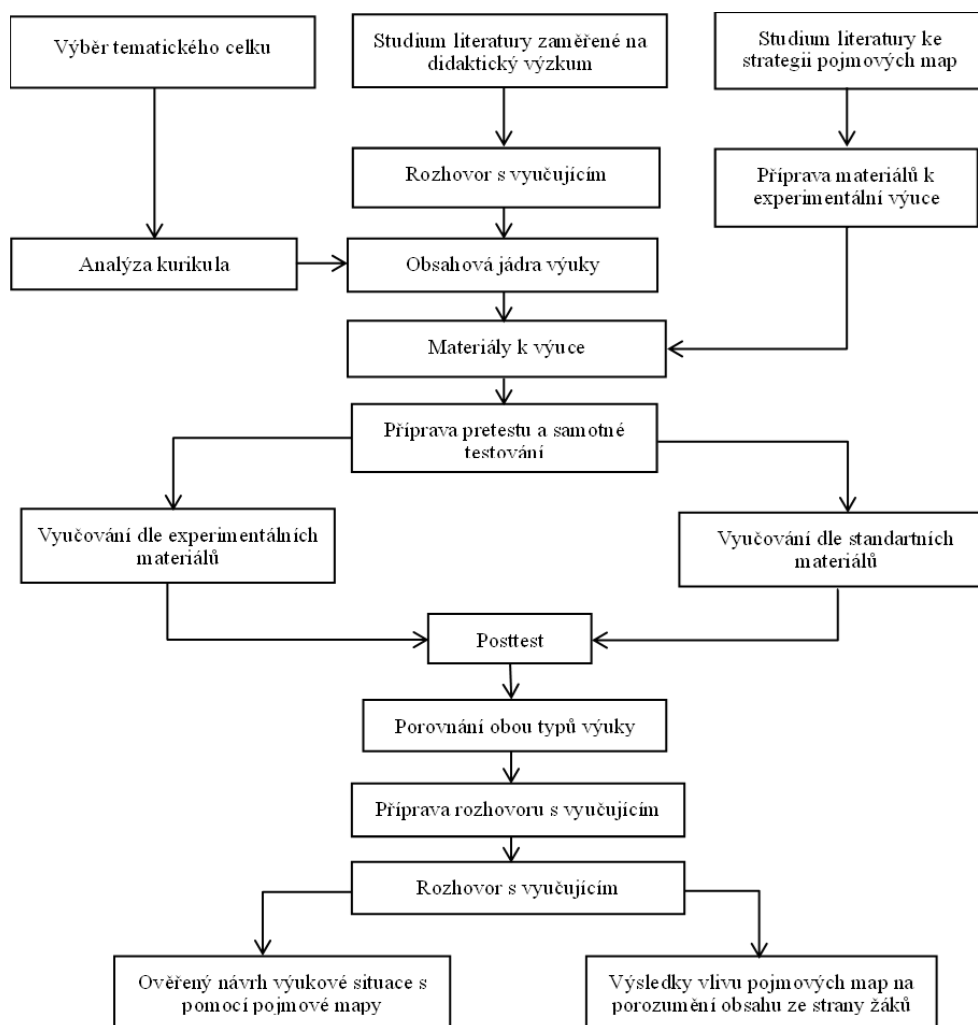 Výběr tematického celku
Studium literatury zaměřené na
didaktický výzkum
Studium literatury ke
strategii pojmových map
Rozhovor s vyučujícím
Příprava materiálů k
experimentální výuce
Analýza kurikula
Obsahová jádra výuky
Materiály k výuce
Příprava pretestu a samotné
testování
Vyučování dle experimentálních
materiálů
Vyučování dle standartních
materiálů
Posttest
Porovnání obou typů výuky
Příprava rozhovoru s vyučujícím
Rozhovor s vyučujícím
Ověřený návrh výukové situace s
pomocí pojmové mapy
Výsledky vlivu pojmových map na
porozumění obsahu ze strany žáků